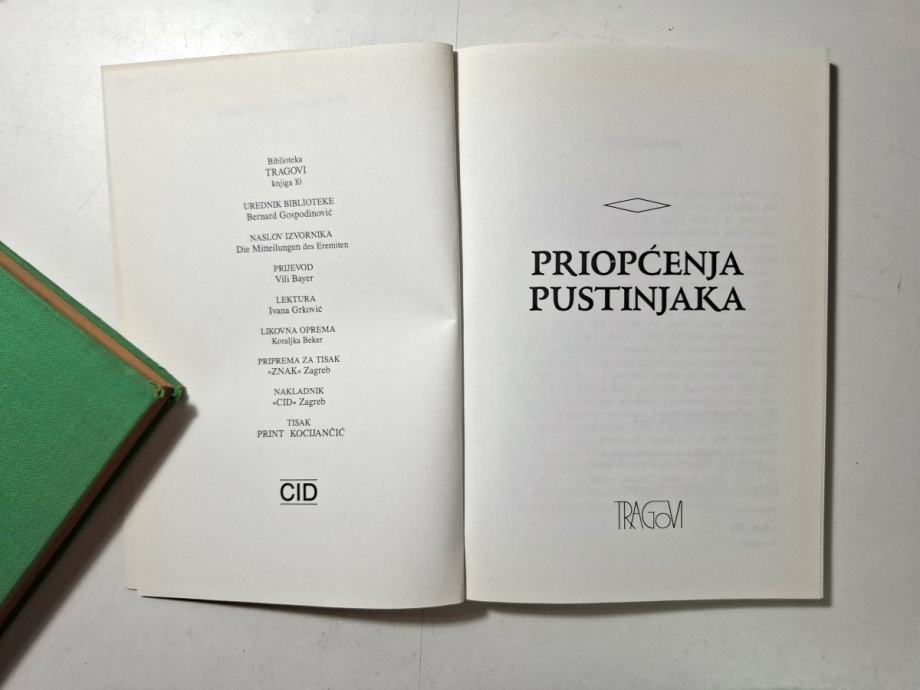 Biblioteka
TRAGOVI
knjiga 10
UREDNIK BIBLIOTEKE
Bernard Gospodinović
NASLOV IZVORNIKA
Die Mitteilungen des Eremiten
PRIJEVOD
Vili Bayer
LEKTURA
Ivana Grković
LIKOVNA OPREMA
Koraljka Beker
PRIPREMA ZA TISAK
»ZNAK« Zagreb
NAKLADNIK
»CID« Zagreb
TISAK
PRINT KOCIJANČIĆ
CID
PRIOPĆENJA
PUSTINJAKA
TRAGOVI